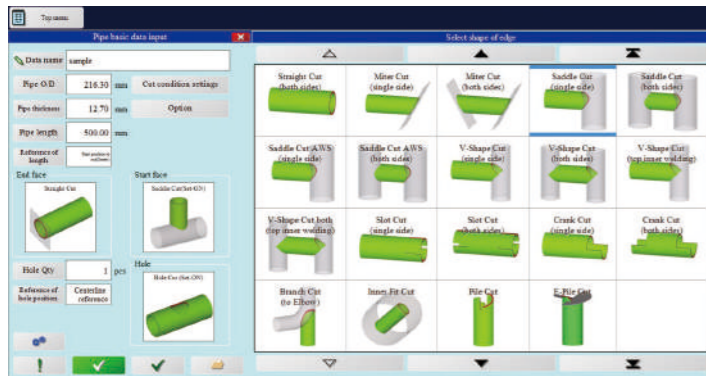 Top menu
Pipe basic data input
Select shape of edge
Data name
sample
Pipe O/D
216.30 mm
Cut condition settings
Pipe thickness
12.70 mm
Option
Pipe length
500.00 mm
Reference of
length
End face
Straight Cut
Start face
Saddle Cut(Set-ON)
Hole Qty
1 pcs
Reference of
hole position
Centerline
reference
Hole
Hole Cut (Set-ON)
Straight Cut
(both sides)
Miter Cut
(single side)
Miter Cut
(both sides)
Saddle Cut
(single side)
Saddle Cut
(both sides)
Saddle Cut AWS
(single side)
Saddle Cut AWS
(both sides)
V-Shape Cut
(single side)
V-Shape Cut
(both sides)
V-Shape Cut
(top inner welding)
V-Shape Cut both
(top inner welding)
Slot Cut
(single side)
Slot Cut
(both sides)
Crank Cut
(single side)
Crank Cut
(both sides)
Branch Cut
(to Elbow)
Inner Fit Cut
Pile Cut
E-Pile Cut